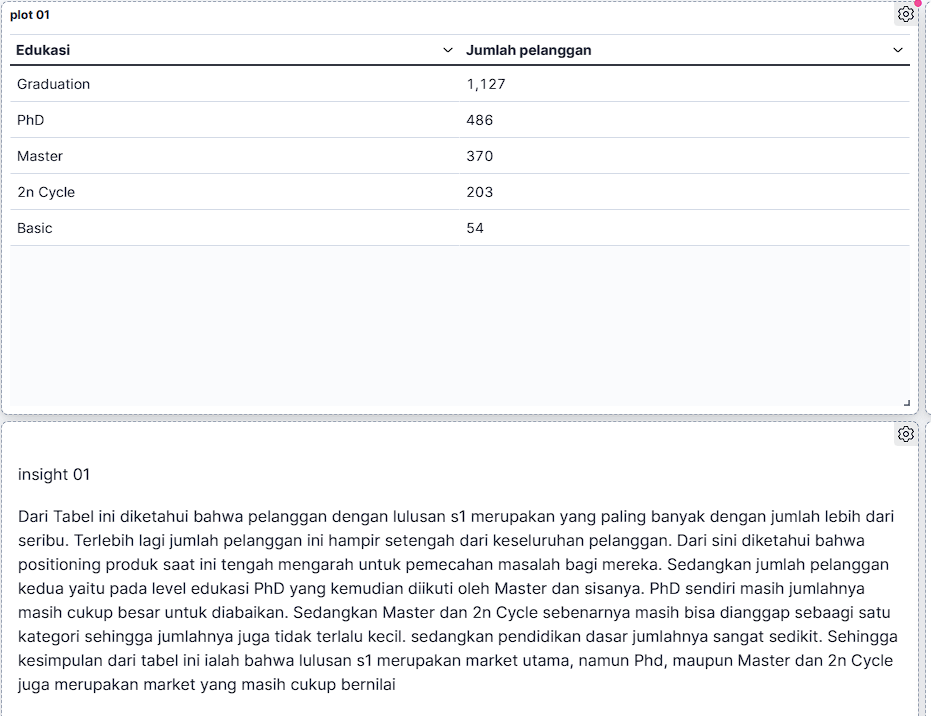 plot 01
Edukasi Jumlah pelanggan
Graduation 1,127
PhD 486
Master 370
2n Cycle 203
Basic 54
insight 01
Dari Tabel ini diketahui bahwa pelanggan dengan lulusan s1 merupakan yang paling banyak dengan jumlah lebih dari
seribu. Terlebih lagi jumlah pelanggan ini hampir setengah dari keseluruhan pelanggan. Dari sini diketahui bahwa
positioning produk saat ini tengah mengarah untuk pemecahan masalah bagi mereka. Sedangkan jumlah pelanggan
kedua yaitu pada level edukasi PhD yang kemudian diikuti oleh Master dan sisanya. PhD sendiri masih jumlahnya
masih cukup besar untuk diabaikan. Sedangkan Master dan 2n Cycle sebenarnya masih bisa dianggap sebaagi satu
kategori sehingga jumlahnya juga tidak terlalu kecil. sedangkan pendidikan dasar jumlahnya sangat sedikit. Sehingga
kesimpulan dari tabel ini ialah bahwa lulusan s1 merupakan market utama, namun Phd, maupun Master dan 2n Cycle
juga merupakan market yang masih cukup bernilai